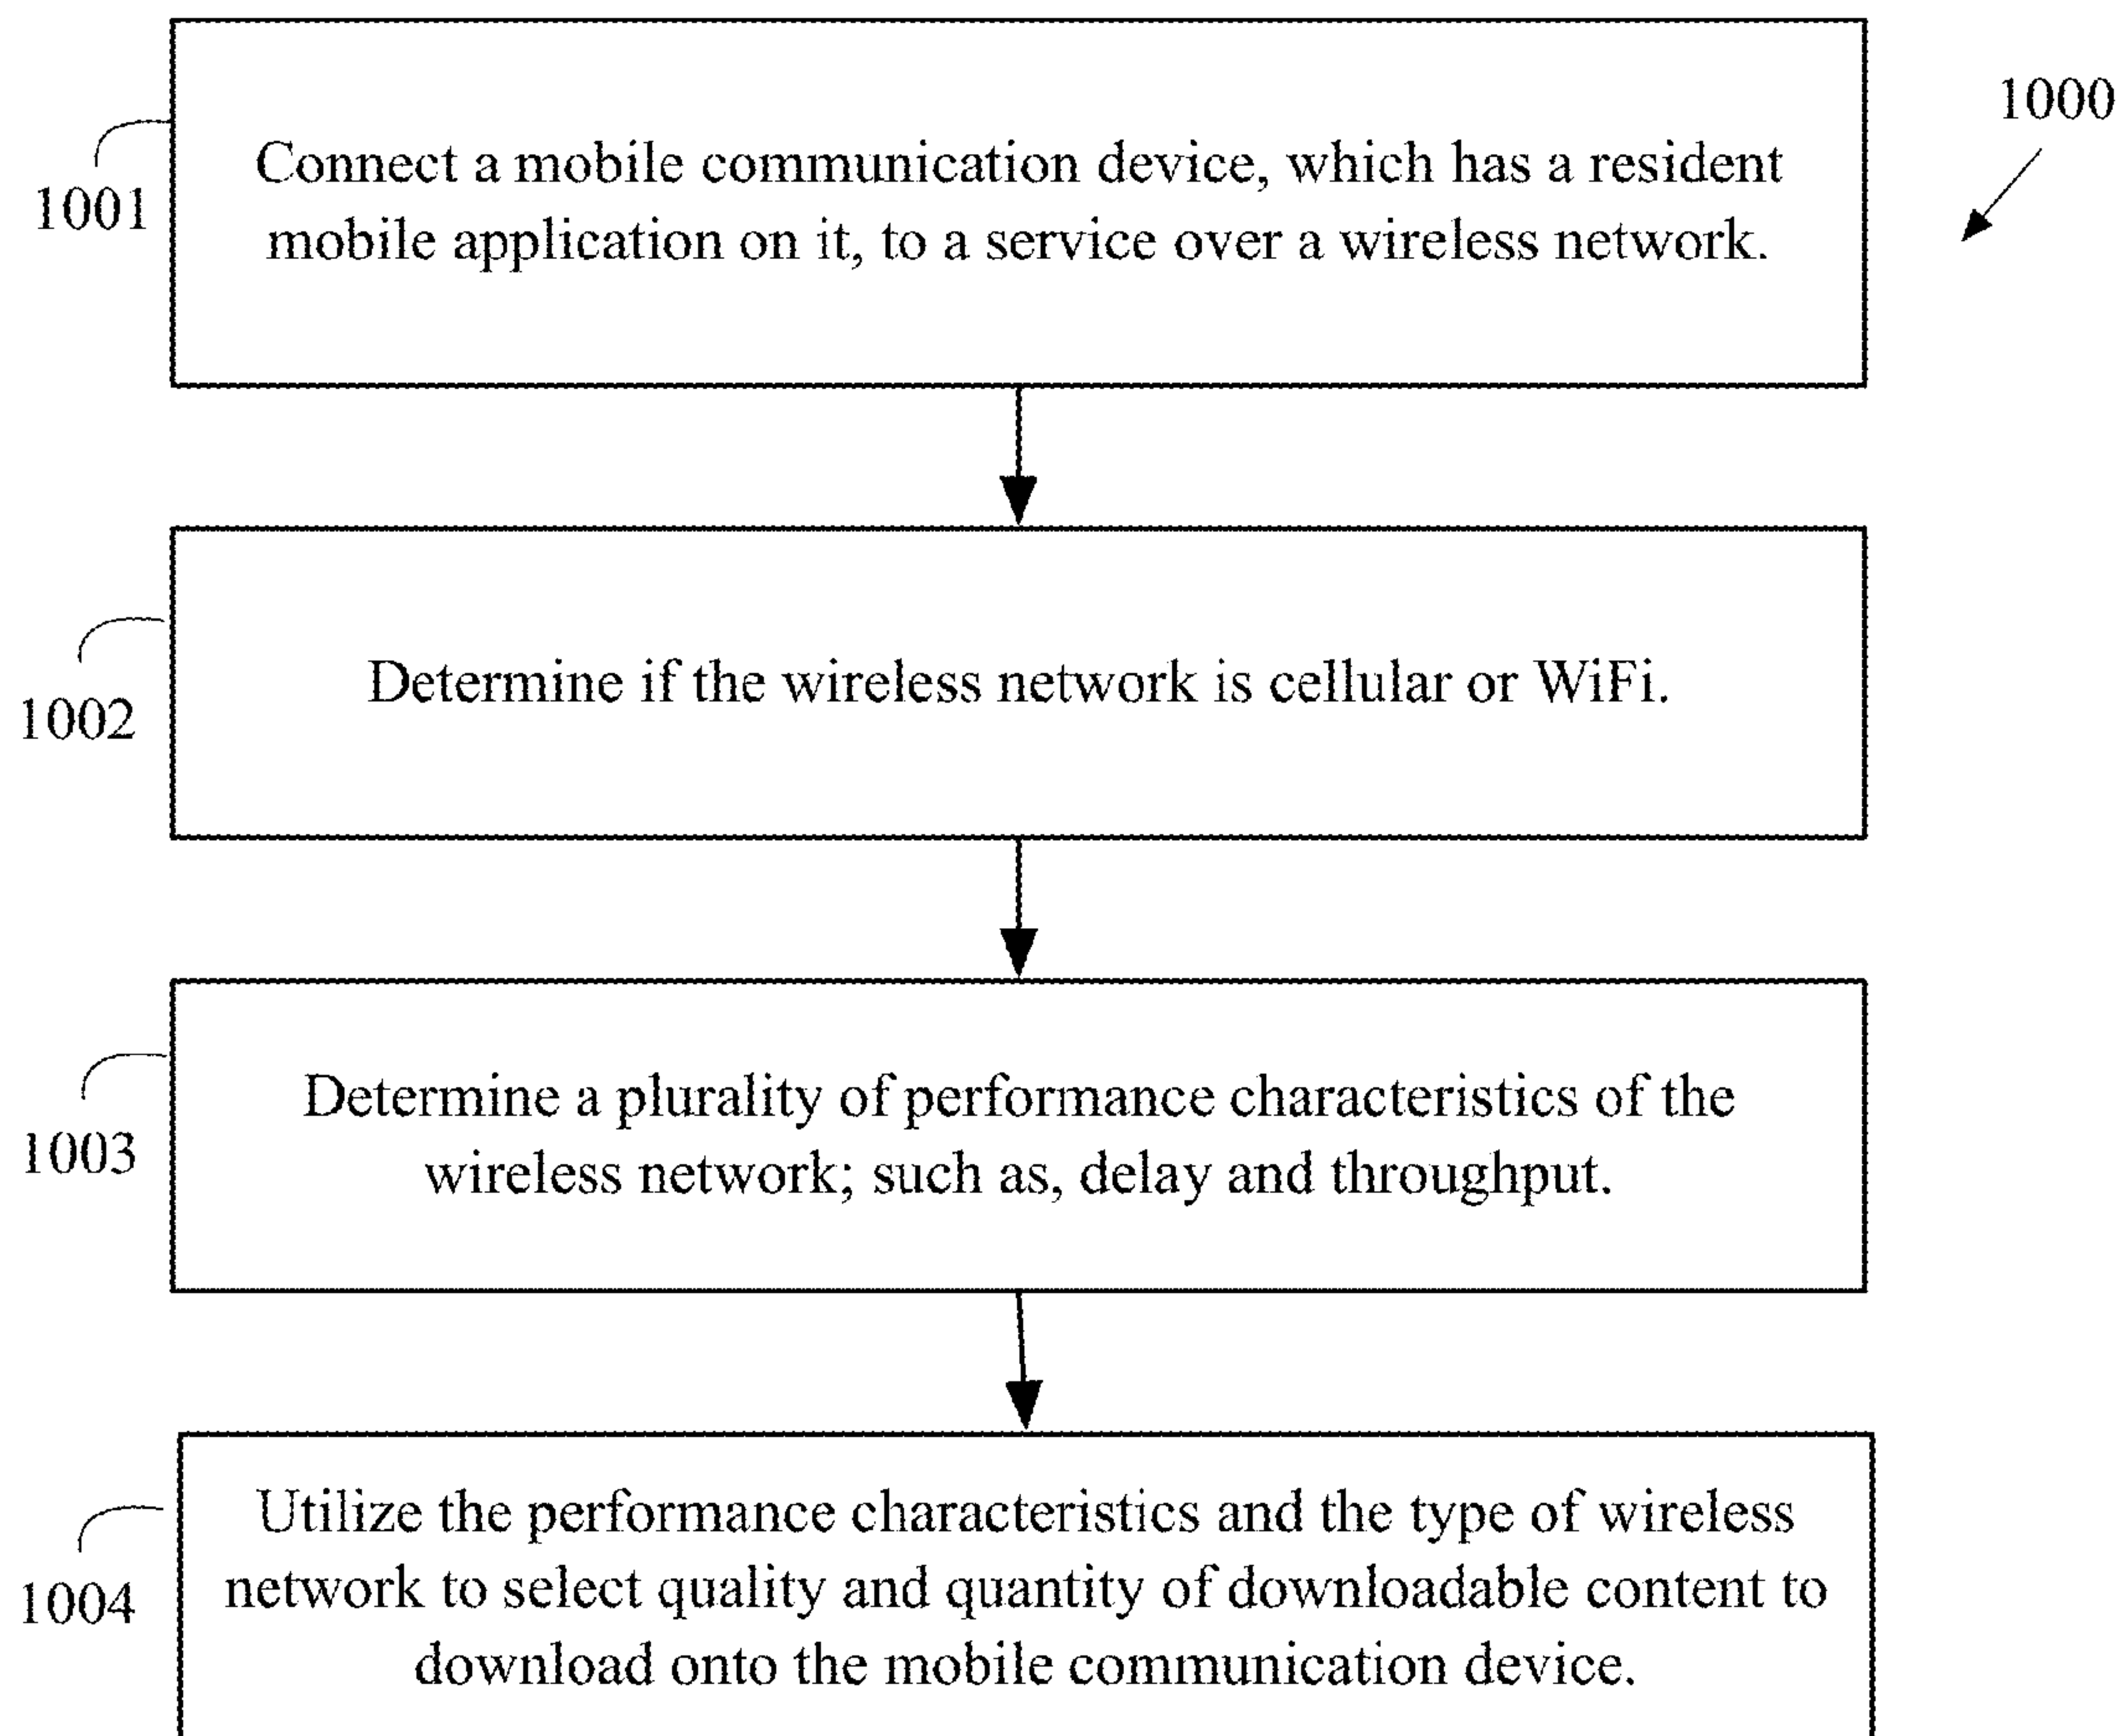 1000
1001
Connect a mobile communication device, which has a resident
mobile application on it, to a service over a wireless network.
1002
Determine if the wireless network is cellular or WiFi.
1003
Determine a plurality of performance characteristics of the
wireless network; such as, delay and throughput.
1004
Utilize the performance characteristics and the type of wireless
network to select quality and quantity of downloadable content to
download onto the mobile communication device.